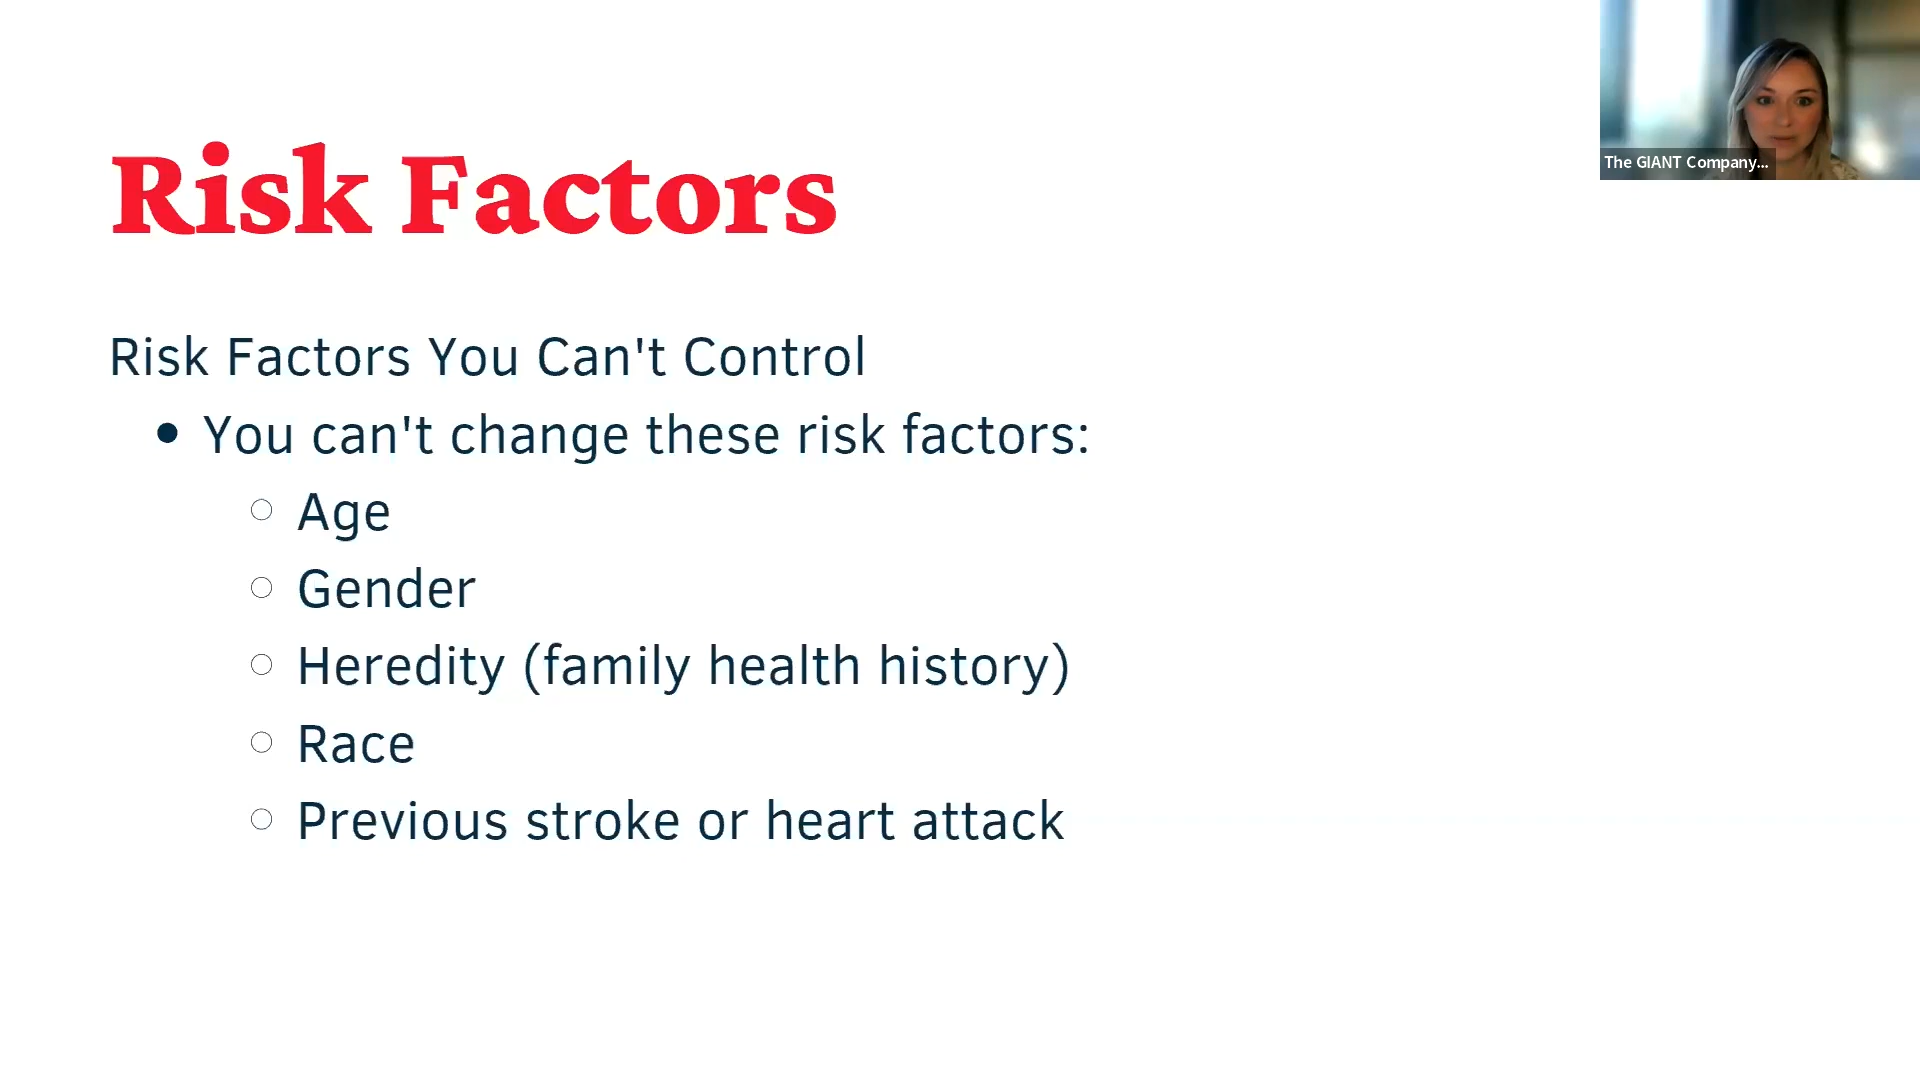 Risk Factors
The GIANT Company...
Risk Factors You Can't Control
You can't change these risk factors:
Age
Gender
Heredity (family health history)
Race
Previous stroke or heart attack